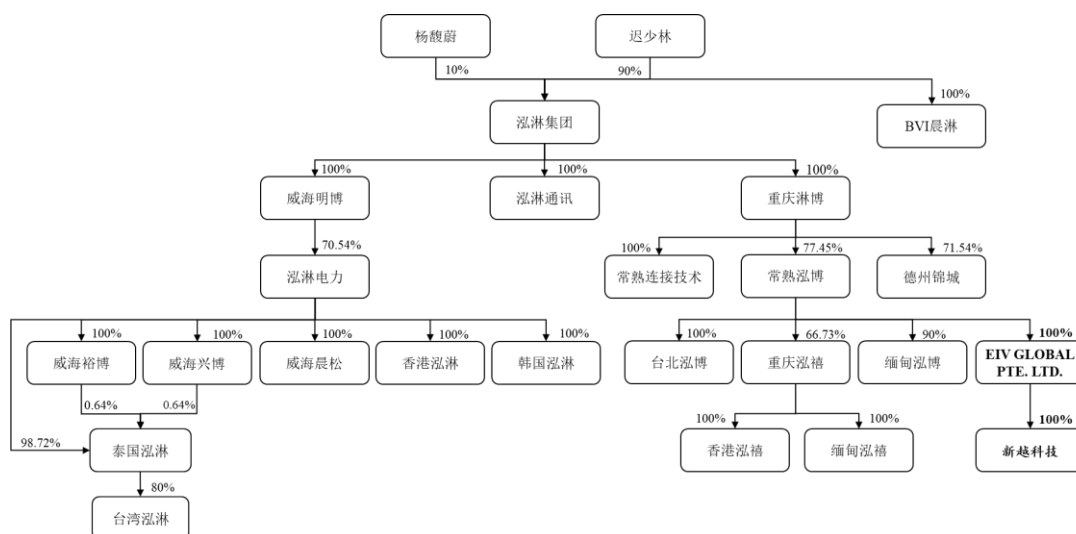 杨馥蔚
迟少林
10%
90%
100%
泓淋集团
BVI晨淋
100%
100%
100%
威海明博
泓淋通讯
重庆淋博
70.54%
100%
77.45%
71.54%
泓淋电力
常熟连接技术
常熟泓博
德州锦城
100%
100%
100%
100%
100%
100%
66.73%
90%
100%
威海裕博
威海兴博
威海晨松
香港泓淋
韩国泓淋
台北泓博
重庆泓禧
缅甸泓博
EIV GLOBAL
PTE. LTD.
0.64%
0.64%
100%
100%
100%
98.72%
泰国泓淋
香港泓禧
缅甸泓禧
新越科技
80%
台湾泓淋